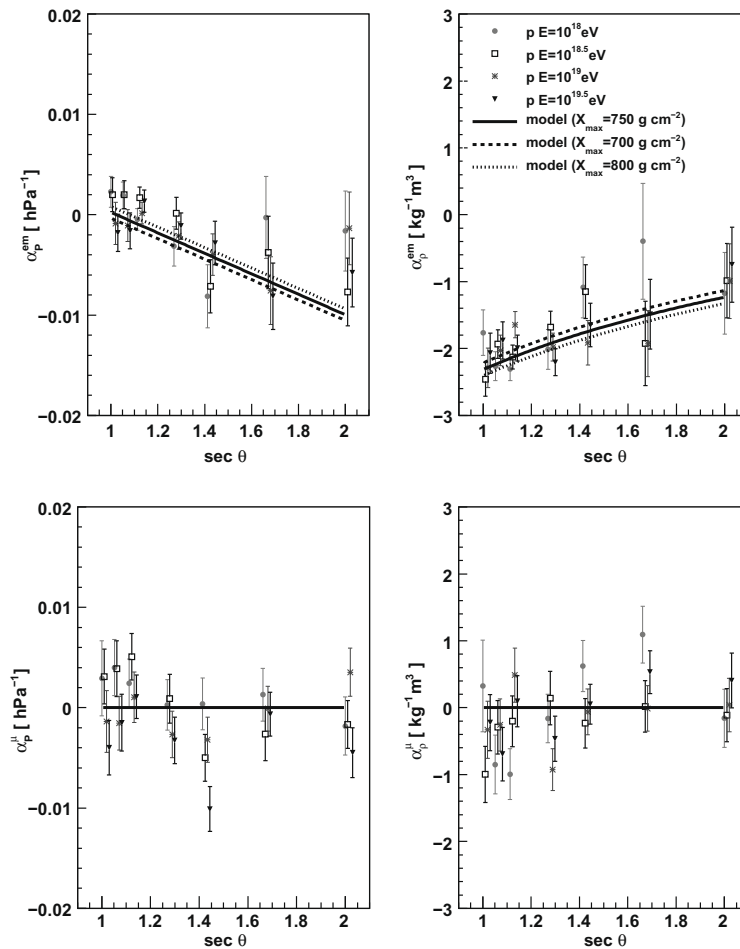 0.02
0.01
0
−0.01
−0.02
α_P^em [ hPa⁻¹]
1 1.2 1.4 1.6 1.8 2
sec θ
3
2
1
0
−1
−2
−3
α_ρ^em [ kg⁻¹m³]
p E=10¹⁸eV
p E=10^18.5eV
p E=10¹⁹eV
p E=10^19.5eV
model (X_max=750 g cm⁻²)
model (X_max=700 g cm⁻²)
model (X_max=800 g cm⁻²)
1 1.2 1.4 1.6 1.8 2
sec θ
0.02
0.01
0
−0.01
−0.02
α_P^μ [ hPa⁻¹]
1 1.2 1.4 1.6 1.8 2
sec θ
3
2
1
0
−1
−2
−3
α_ρ^μ [ kg⁻¹m³]
1 1.2 1.4 1.6 1.8 2
sec θ